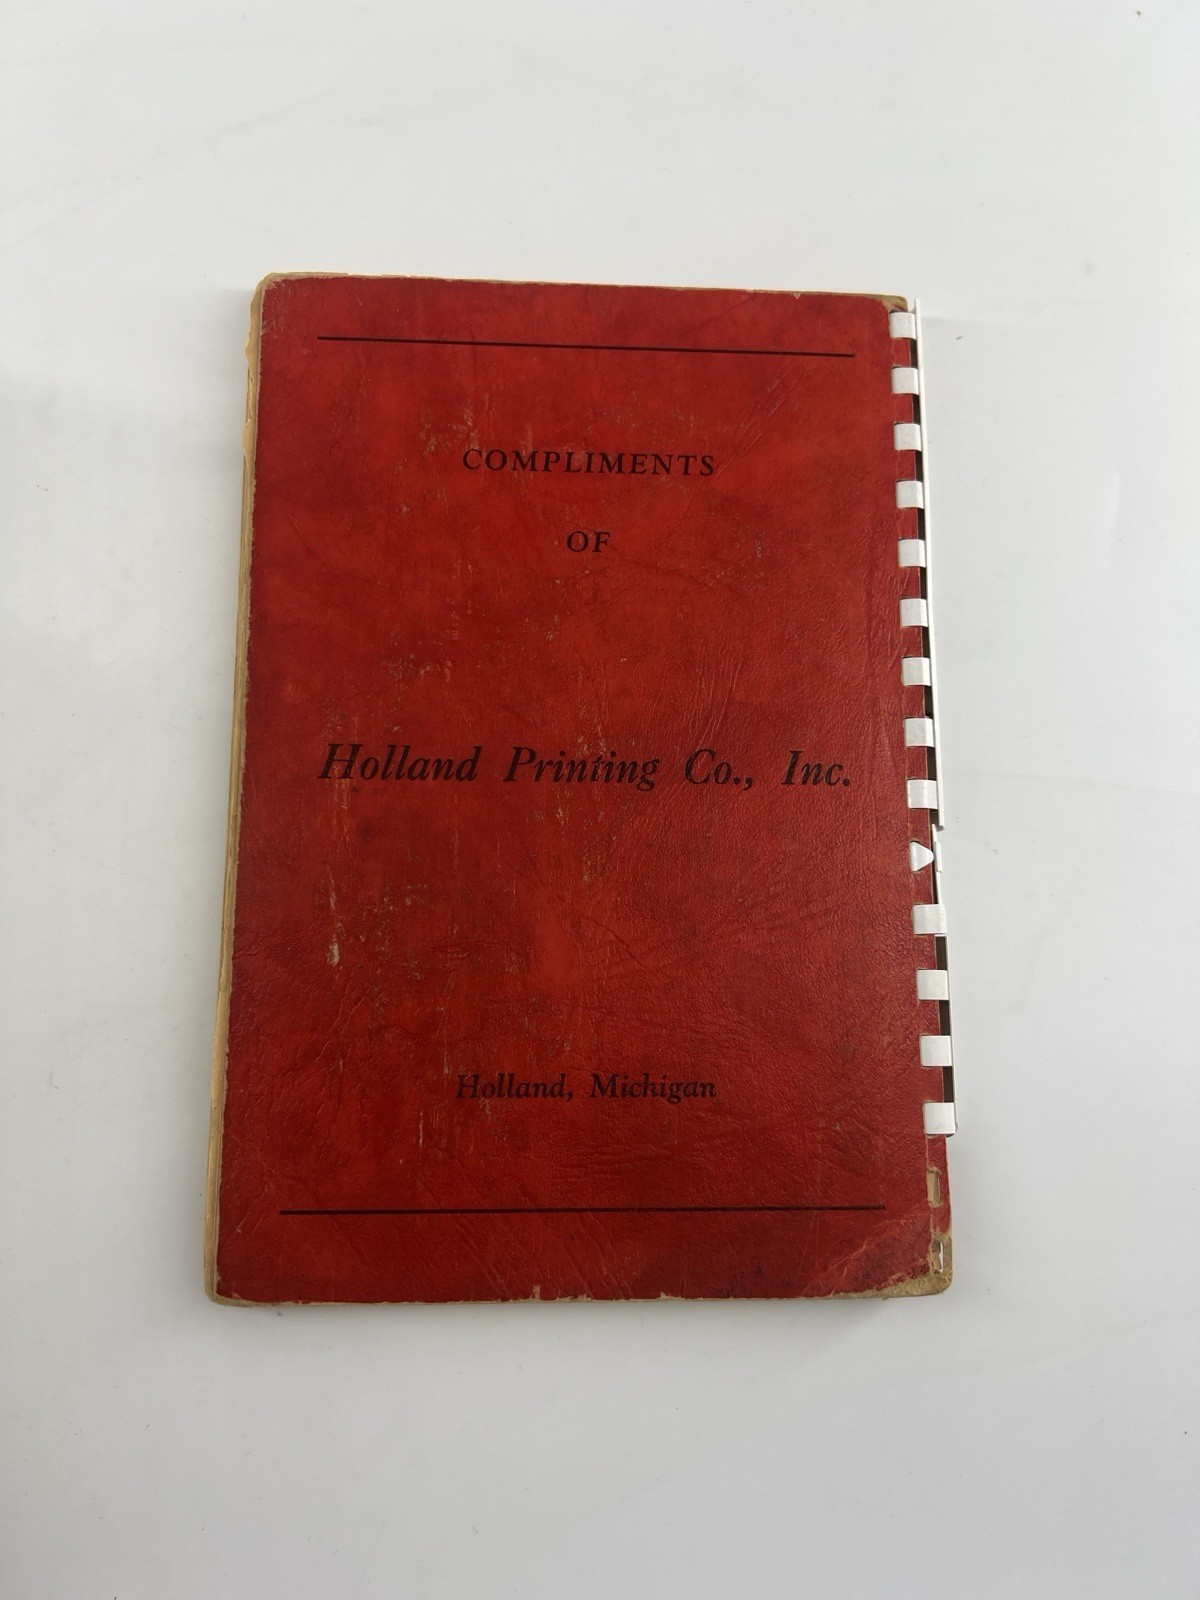 COMPLIMENTS
OF
Holland Printing Co., Inc.
Holland, Michigan